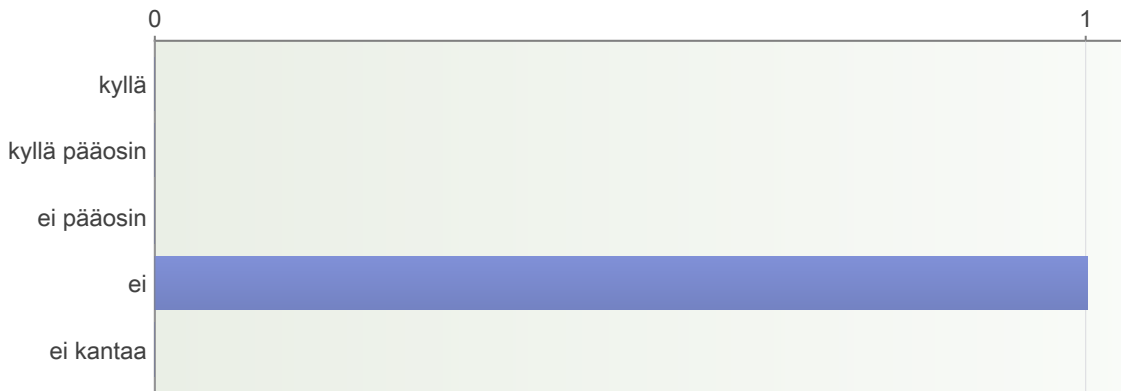 0 1
kyllä
kyllä pääosin
ei pääosin
ei
ei kantaa